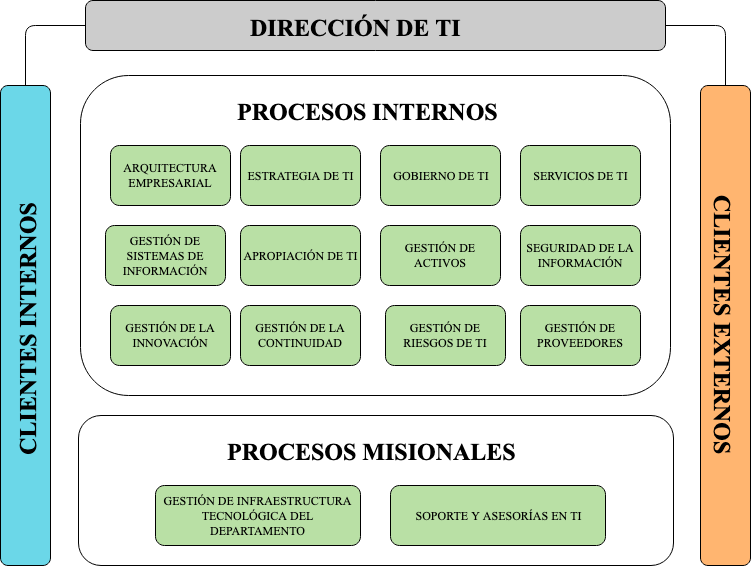 DIRECCIÓN DE TI
CLIENTES INTERNOS
PROCESOS INTERNOS
ARQUITECTURA
EMPRESARIAL
ESTRATEGIA DE TI
GOBIERNO DE TI
SERVICIOS DE TI
GESTIÓN DE
SISTEMAS DE
INFORMACIÓN
APROPIACIÓN DE TI
GESTIÓN DE
ACTIVOS
SEGURIDAD DE LA
INFORMACIÓN
GESTIÓN DE LA
INNOVACIÓN
GESTIÓN DE LA
CONTINUIDAD
GESTIÓN DE
RIESGOS DE TI
GESTIÓN DE
PROVEEDORES
PROCESOS MISIONALES
GESTIÓN DE INFRAESTRUCTURA
TECNOLÓGICA DEL
DEPARTAMENTO
SOPORTE Y ASESORÍAS EN TI
CLIENTES EXTERNOS